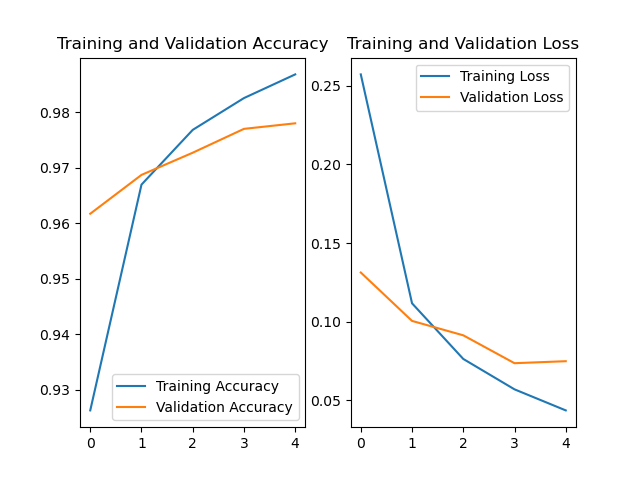 Training and Validation Accuracy
0.98
0.97
0.96
0.95
0.94
0.93
Training Accuracy
Validation Accuracy
0 1 2 3 4
Training and Validation Loss
Training Loss
Validation Loss
0.25
0.20
0.15
0.10
0.05
0 1 2 3 4